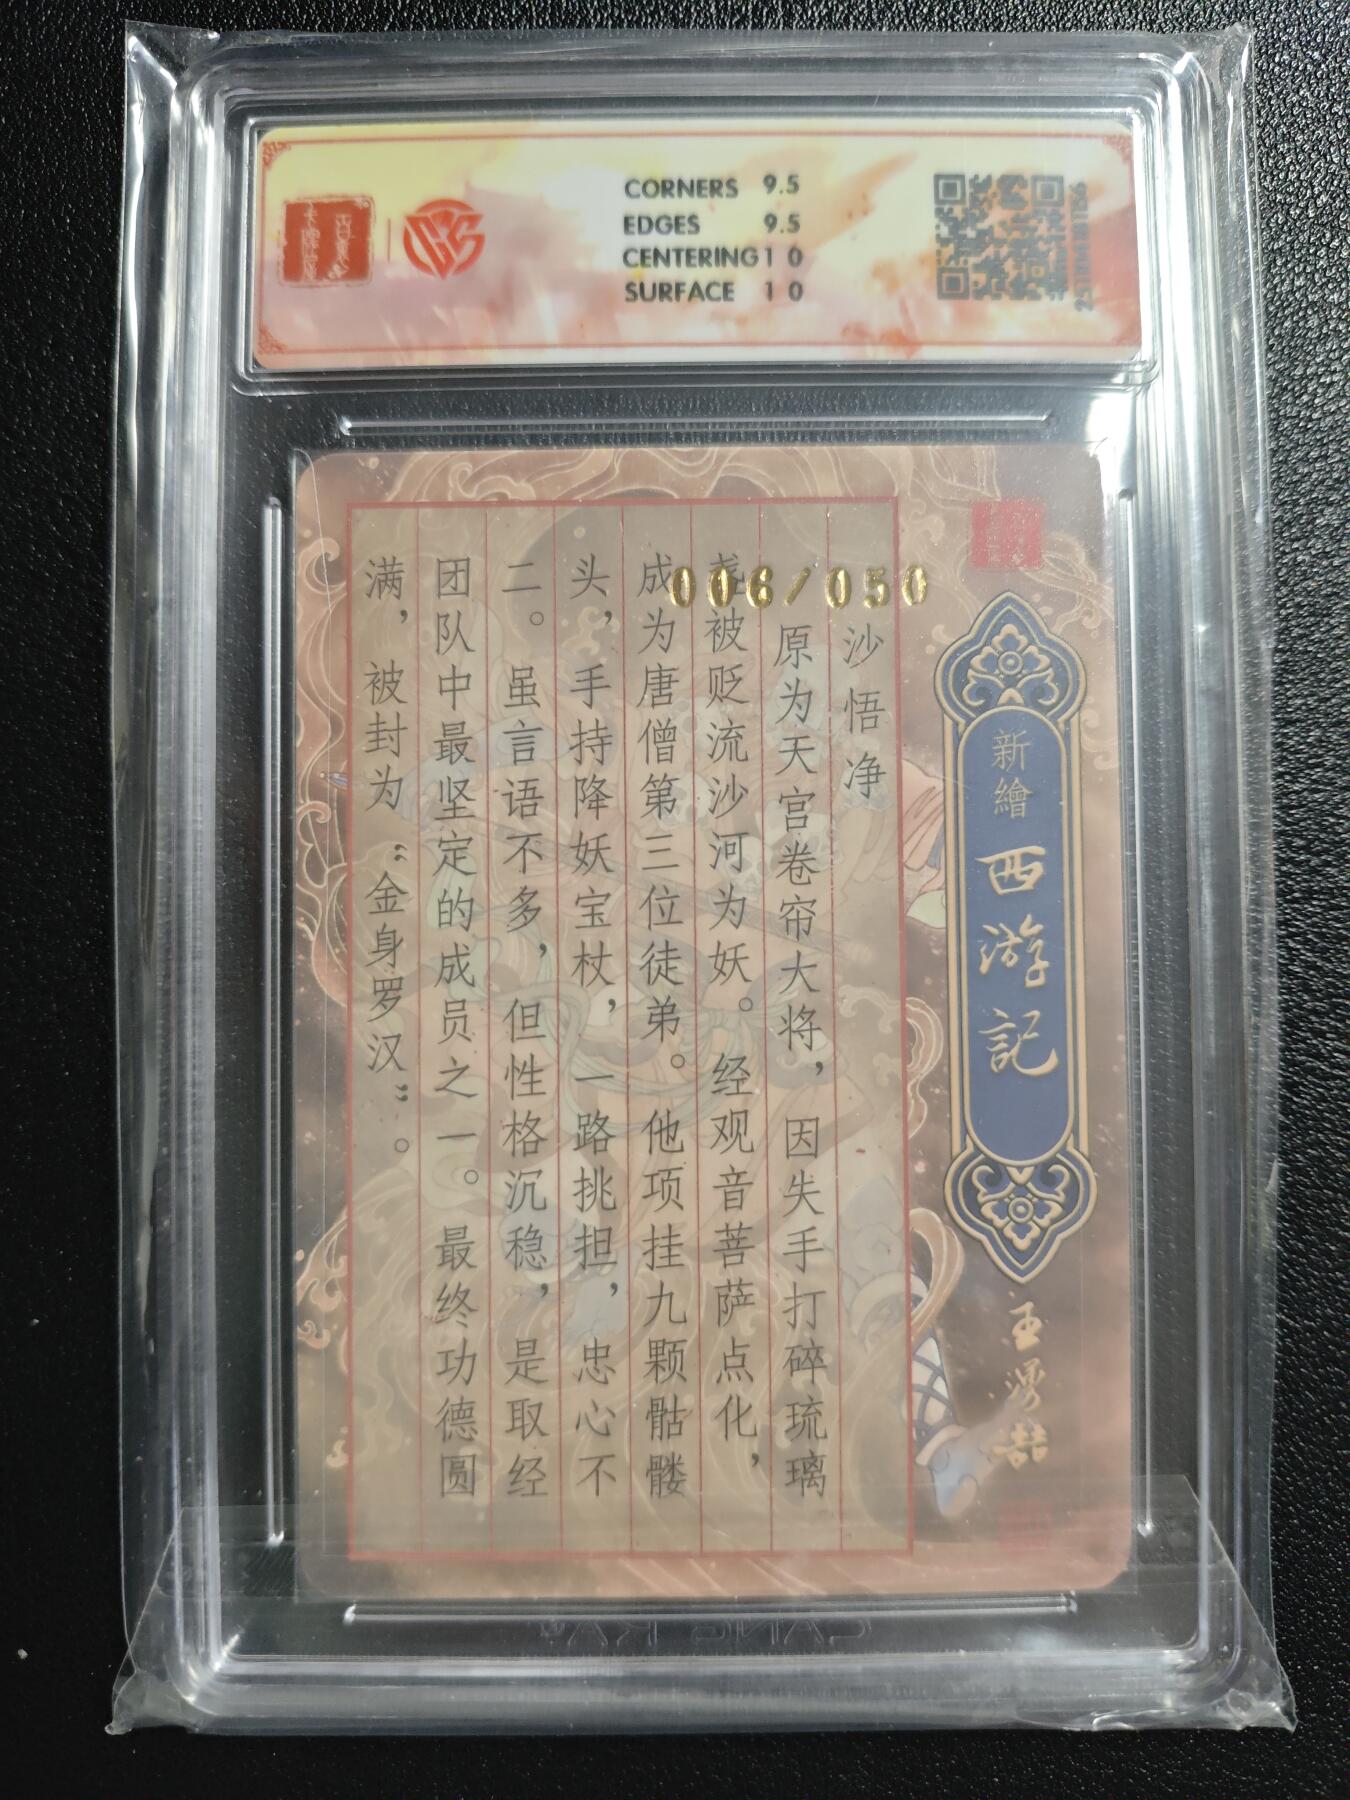 CORNERS 9.5
EDGES 9.5
CENTERING 10
SURFACE 10
006/050
新繪
西游記
沙悟净
原为天宫卷帘大将，因失手打碎琉璃
盏被贬流沙河为妖。经观音菩萨点化，
成为唐僧第三位徒弟。他项挂九颗骷髅
头，手持降妖宝杖，一路挑担，忠心不
二。虽言语不多，但性格沉稳，是取经
团队中最坚定的成员之一。最终功德圆
满，被封为“金身罗汉”。